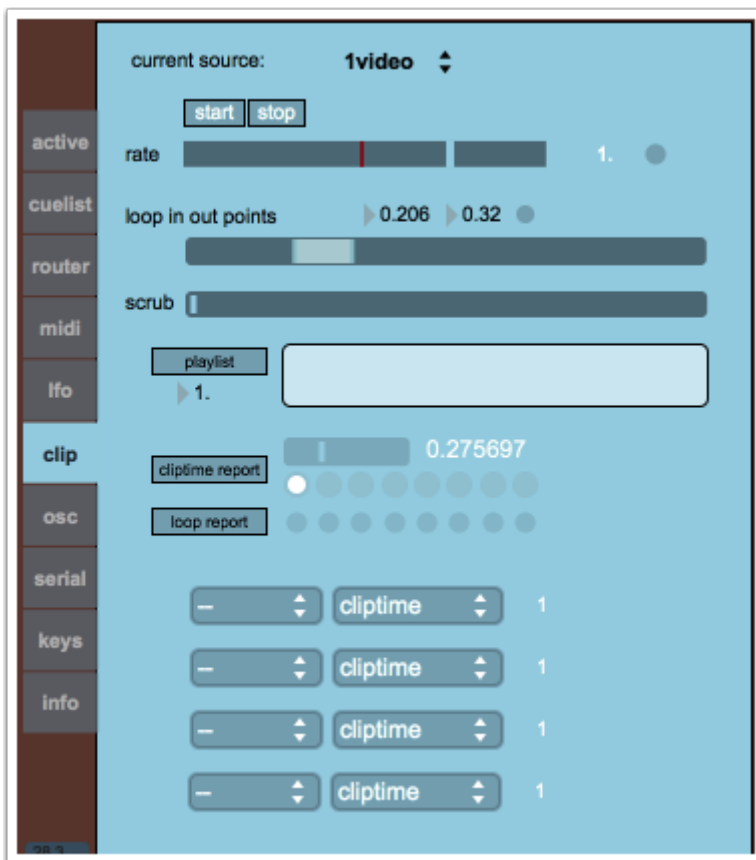 current source: 1video
start stop
active
rate 1.
cuelist
loop in out points 0.206 0.32
router
scrub
midi
playlist
lfo
1.
clip
0.275697
cliptime report
osc
loop report
serial
-- cliptime 1
keys
-- cliptime 1
info
-- cliptime 1
-- cliptime 1
28.3